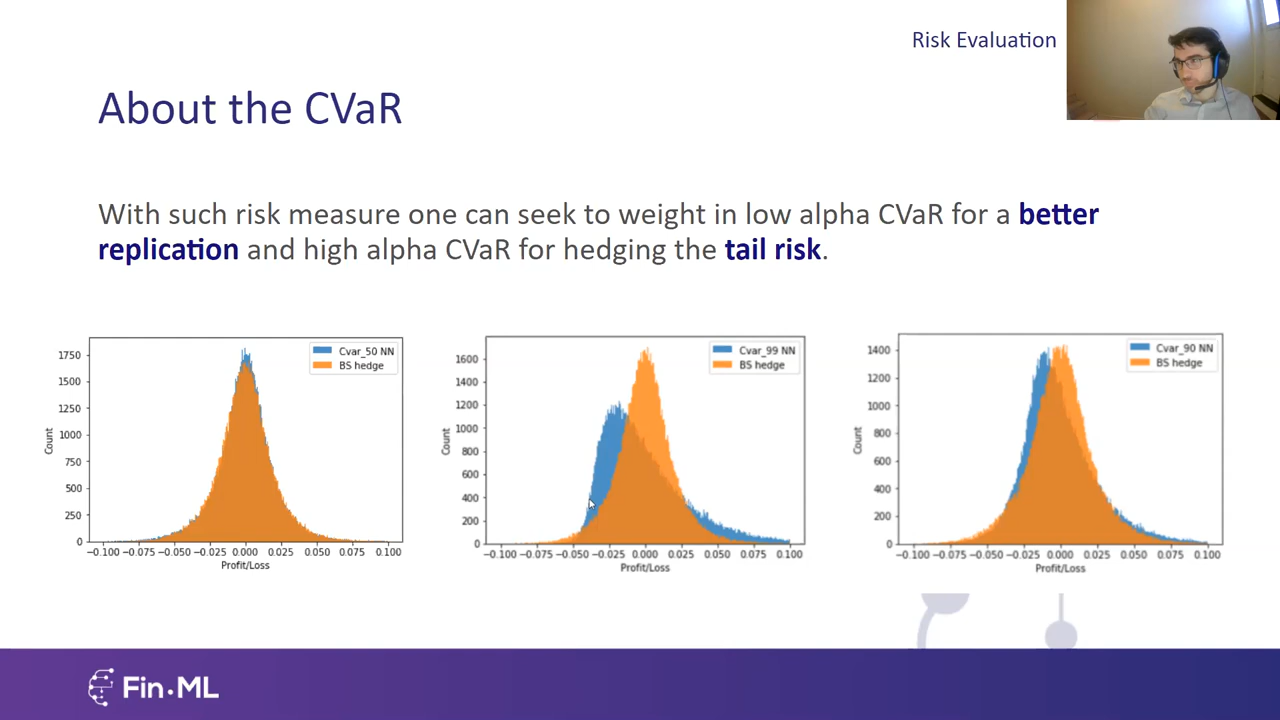 Risk Evaluation
About the CVaR
With such risk measure one can seek to weight in low alpha CVaR for a better
replication and high alpha CVaR for hedging the tail risk.
Cvar_50 NN
BS hedge
1750
1500
1250
1000
750
500
250
0
Count
−0.100 −0.075 −0.050 −0.025 0.000 0.025 0.050 0.075 0.100
Profit/Loss
Cvar_99 NN
BS hedge
1600
1400
1200
1000
800
600
400
200
0
Count
−0.100 −0.075 −0.050 −0.025 0.000 0.025 0.050 0.075 0.100
Profit/Loss
Cvar_90 NN
BS hedge
1400
1200
1000
800
600
400
200
0
Count
−0.100 −0.075 −0.050 −0.025 0.000 0.025 0.050 0.075 0.100
Profit/Loss
Fin·ML